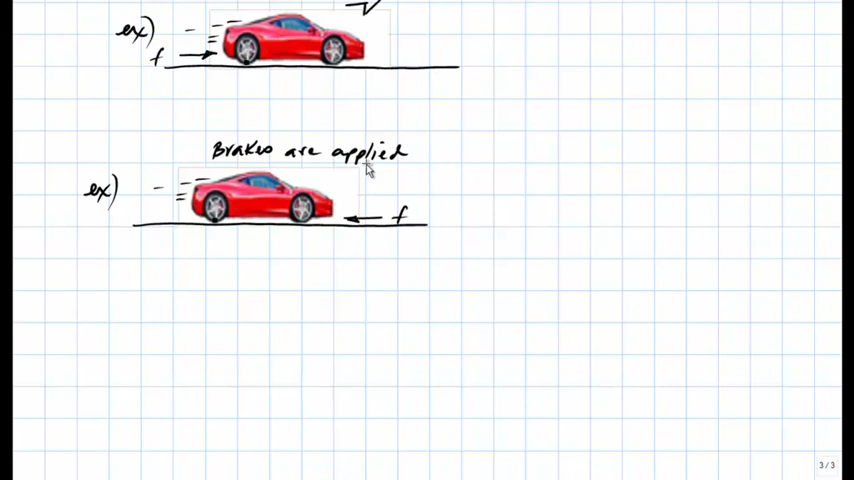 ex)
f
Brakes are applied
ex)
f
3/3